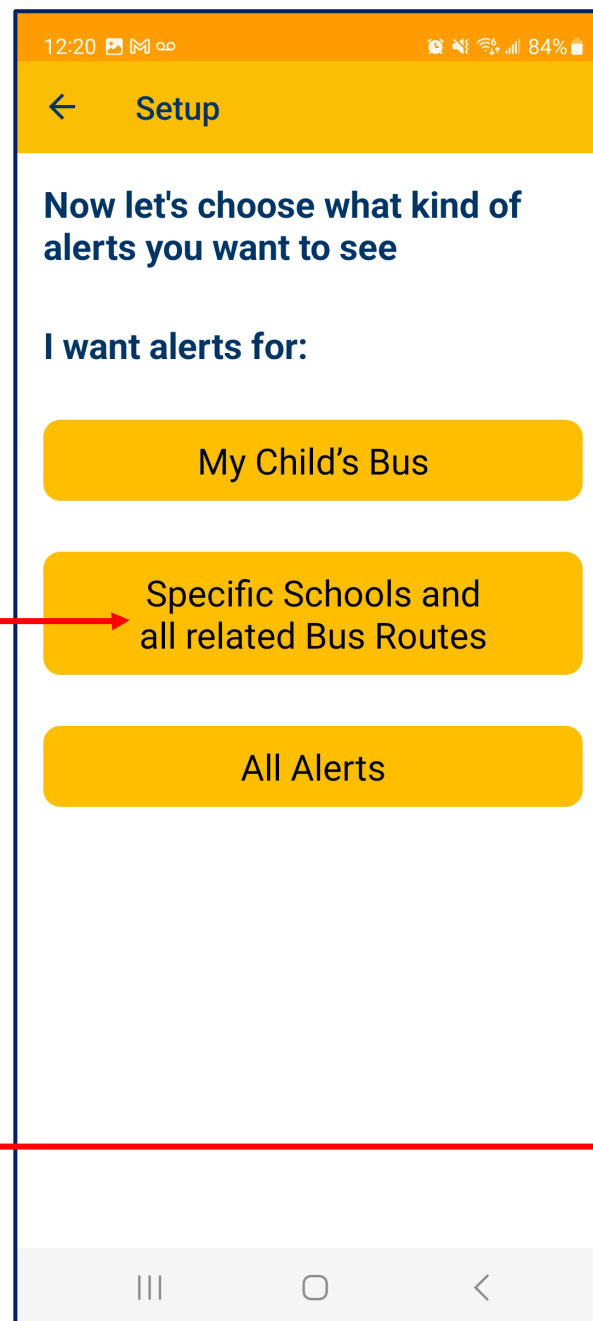 12:20 84%
Setup
Now let's choose what kind of
alerts you want to see
I want alerts for:
My Child’s Bus
Specific Schools and
all related Bus Routes
All Alerts